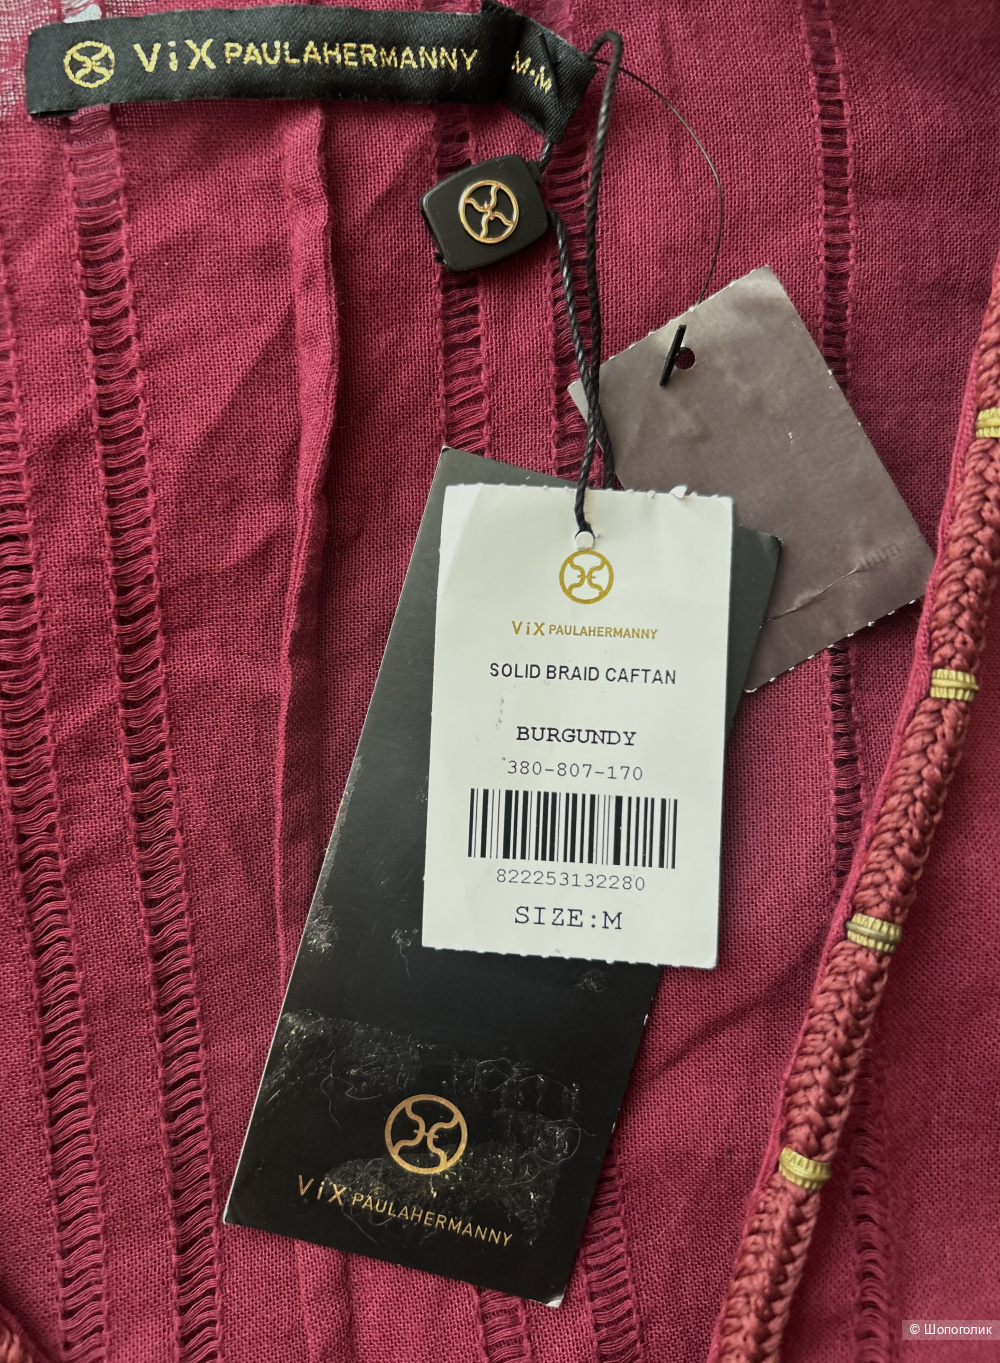 ViX PAULAHERMANNY
M•M
ViX PAULAHERMANNY
SOLID BRAID CAFTAN
BURGUNDY
380-807-170
822253132280
SIZE:M
ViX PAULAHERMANNY
© Шопоголик